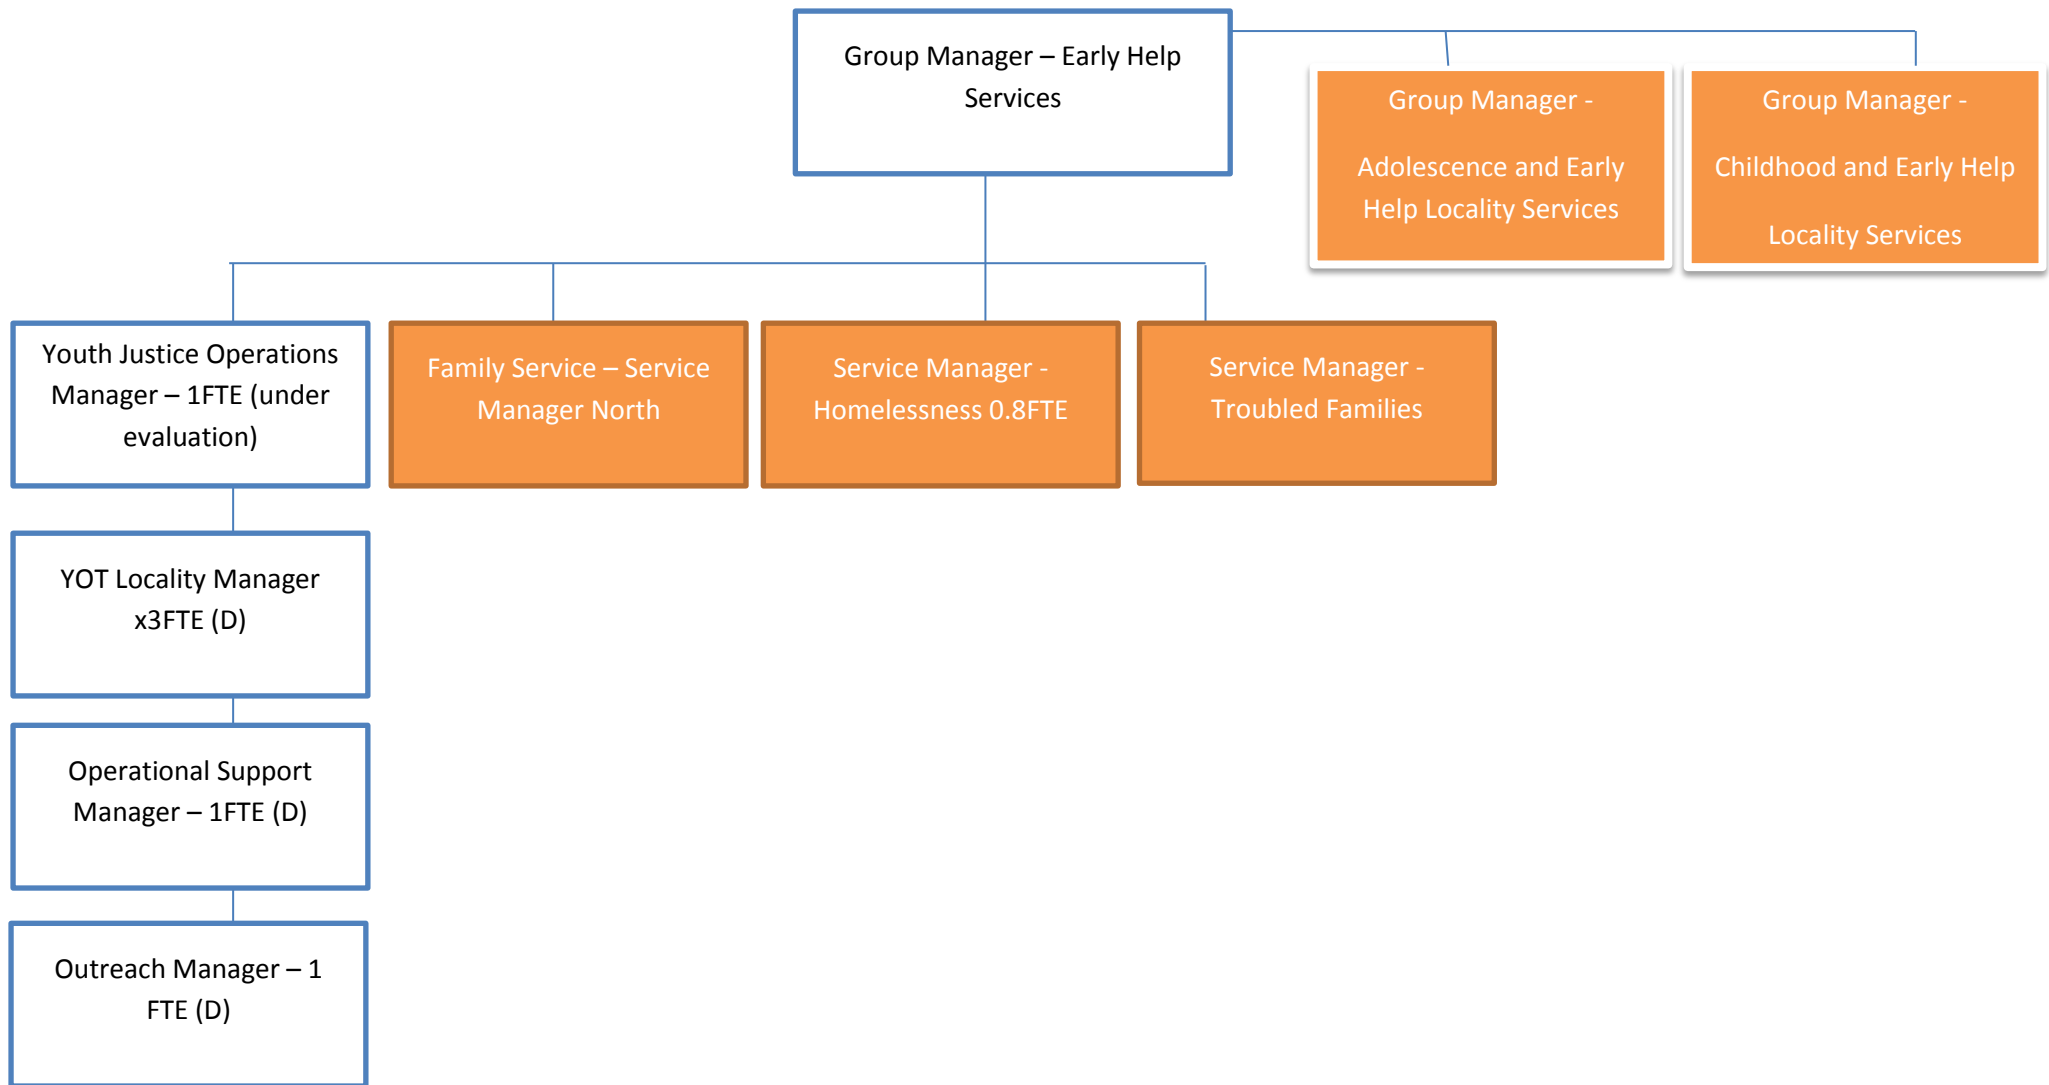 Group Manager – Early Help
Services
Group Manager -
Adolescence and Early
Help Locality Services
Group Manager -
Childhood and Early Help
Locality Services
Youth Justice Operations
Manager – 1FTE (under
evaluation)
Family Service – Service
Manager North
Service Manager -
Homelessness 0.8FTE
Service Manager -
Troubled Families
YOT Locality Manager
x3FTE (D)
Operational Support
Manager – 1FTE (D)
Outreach Manager – 1
FTE (D)